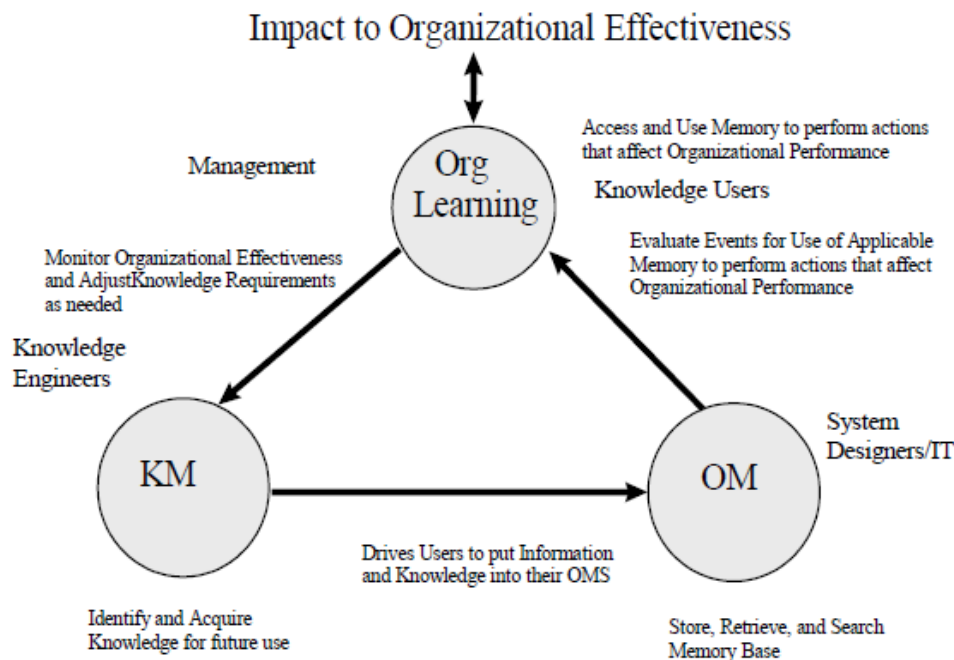 Impact to Organizational Effectiveness
Access and Use Memory to perform actions
that affect Organizational Performance
Management
Org
Learning
Knowledge Users
Evaluate Events for Use of Applicable
Memory to perform actions that affect
Organizational Performance
Monitor Organizational Effectiveness
and AdjustKnowledge Requirements
as needed
Knowledge
Engineers
KM
OM
System
Designers/IT
Drives Users to put Information
and Knowledge into their OMS
Identify and Acquire
Knowledge for future use
Store, Retrieve, and Search
Memory Base